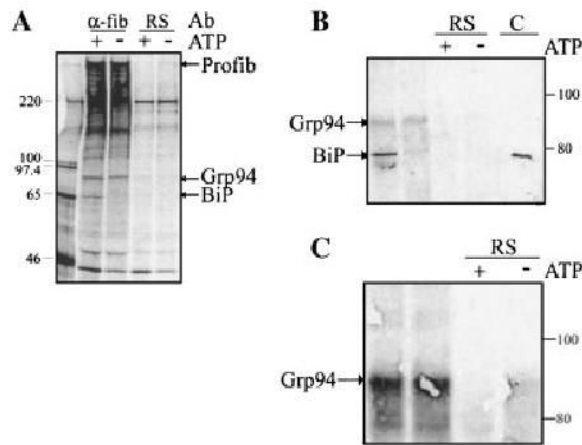 A
α-fib RS Ab
+ - + - ATP
Profib
220
100
97.4
Grp94
65
BiP
46
B
RS C
+ - ATP
100
Grp94
BiP
80
C
RS
+ - ATP
100
Grp94
80